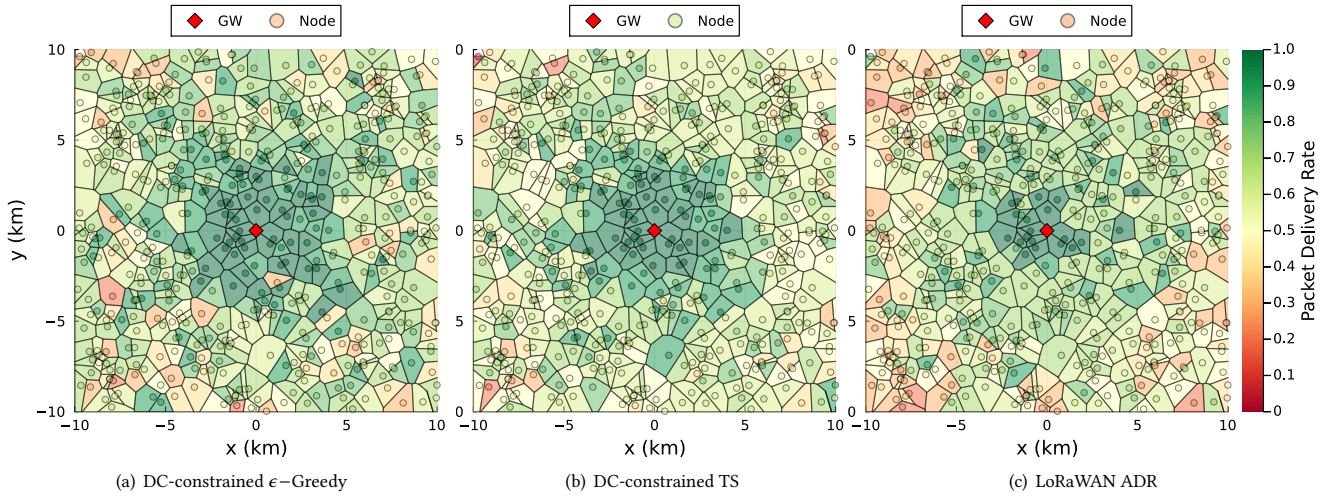 GW Node
GW Node
GW Node
10
5
0
−5
−10
y (km)
−10 −5 0 5 10
x (km)
(a) DC-constrained ϵ−Greedy
0
5
0
5
0
−10 −5 0 5 10
x (km)
(b) DC-constrained TS
0
5
0
5
0
−10 −5 0 5 10
x (km)
(c) LoRaWAN ADR
1.0
0.9
0.8
0.7
0.6
0.5
0.4
0.3
0.2
0.1
0
Packet Delivery Rate